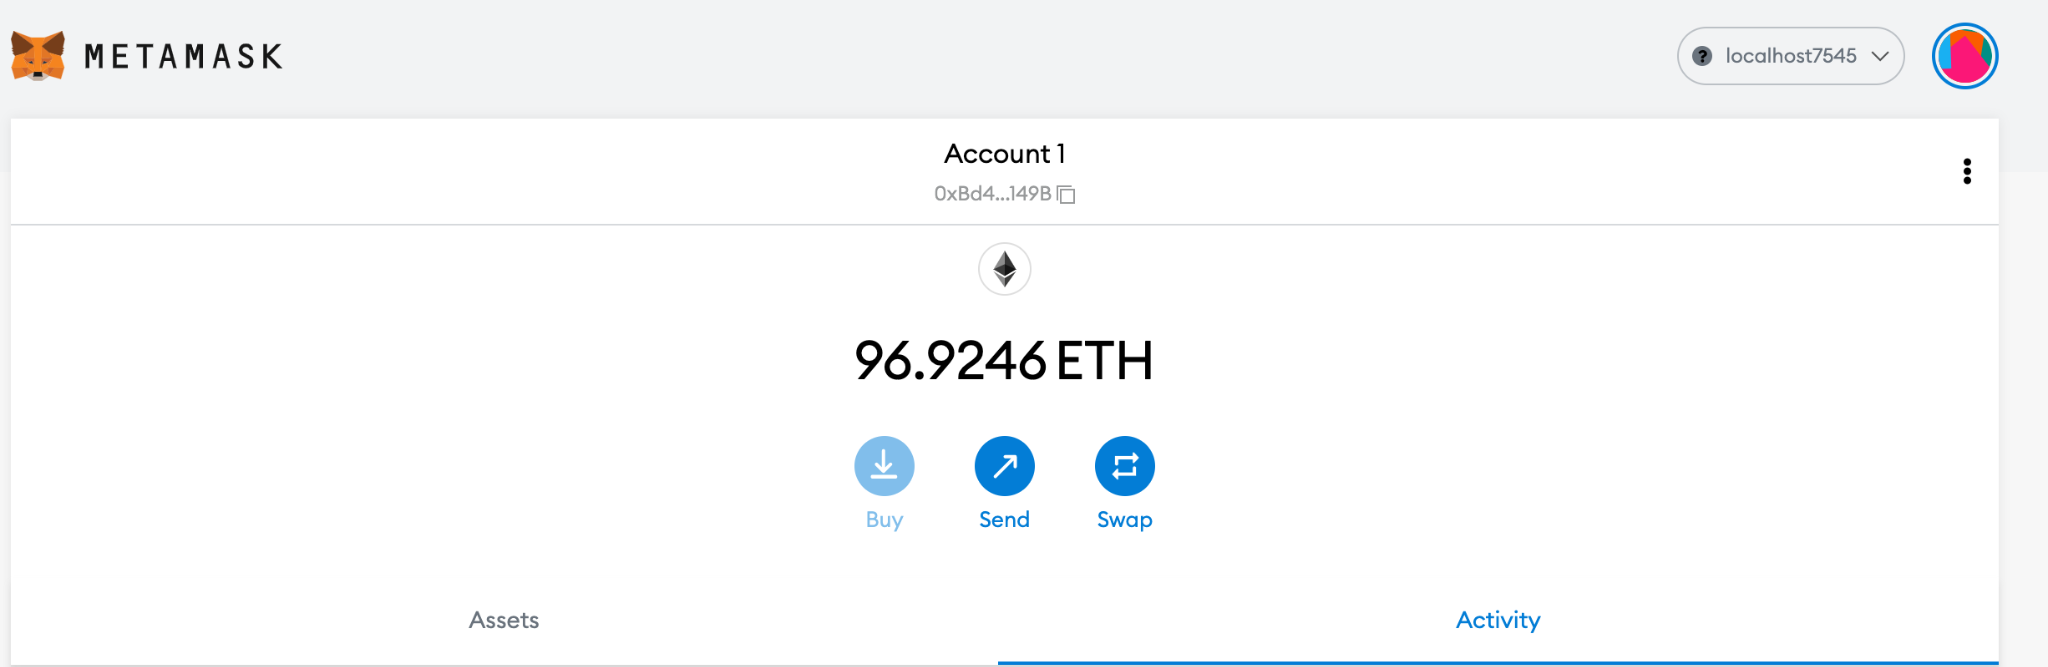 METAMASK
? localhost7545
Account 1
0xBd4...149B
96.9246 ETH
Buy Send Swap
Assets Activity